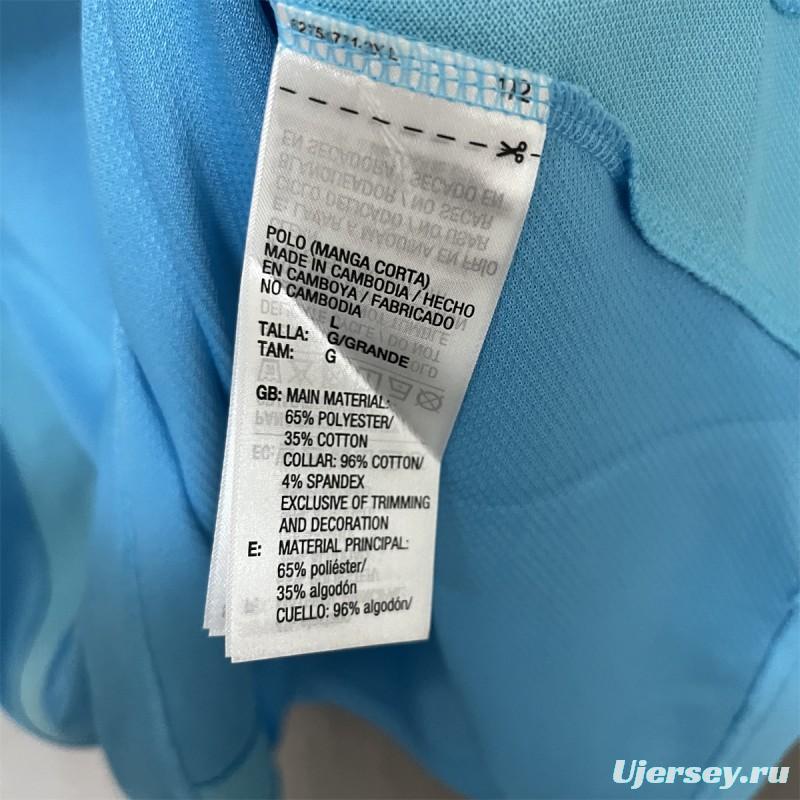 1/2
POLO (MANGA CORTA)
MADE IN CAMBODIA / HECHO
EN CAMBOYA / FABRICADO
NO CAMBODIA
L
TALLA: G/GRANDE
TAM: G
GB: MAIN MATERIAL:
65% POLYESTER/
35% COTTON
COLLAR: 96% COTTON/
4% SPANDEX
EXCLUSIVE OF TRIMMING
AND DECORATION
E: MATERIAL PRINCIPAL:
65% poliéster/
35% algodón
CUELLO: 96% algodón/
Ujersey.ru